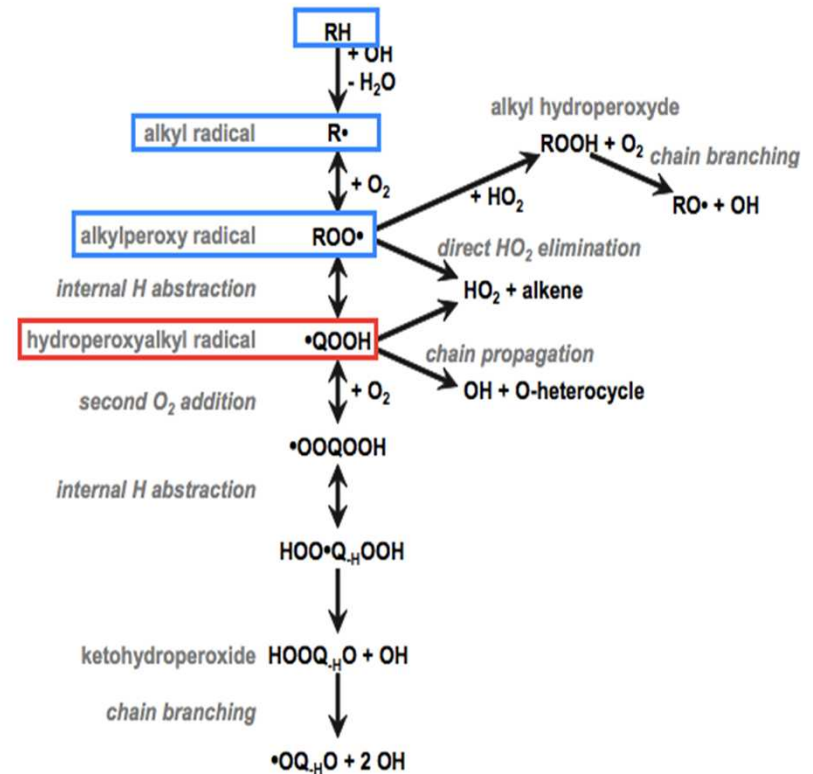 RH
+ OH
- H₂O
alkyl radical R•
+ O₂
alkylperoxy radical ROO•
internal H abstraction
hydroperoxyalkyl radical •QOOH
+ O₂
second O₂ addition
•OOQOOH
internal H abstraction
HOO•Q₋HOOH
ketohydroperoxide HOOQ₋HO + OH
chain branching
•OQ₋HO + 2 OH
alkyl hydroperoxyde
ROOH + O₂
chain branching
+ HO₂
RO• + OH
direct HO₂ elimination
HO₂ + alkene
chain propagation
OH + O-heterocycle